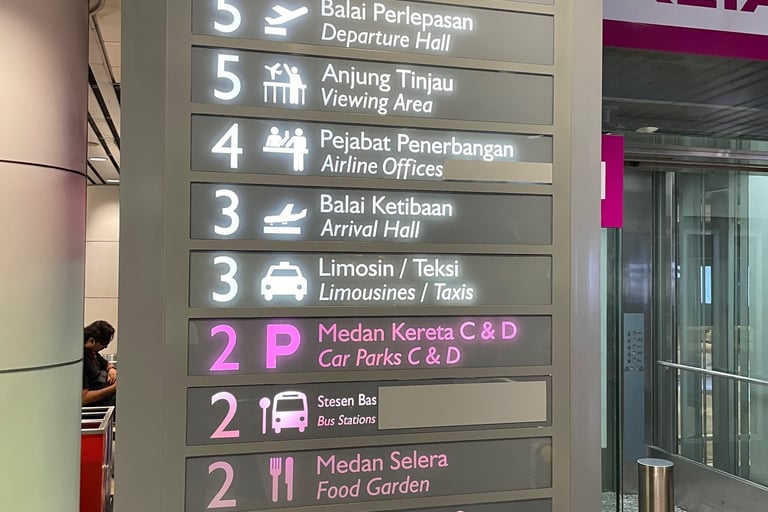 5 Balai Perlepasan
Departure Hall
5 Anjung Tinjau
Viewing Area
4 Pejabat Penerbangan
Airline Offices
3 Balai Ketibaan
Arrival Hall
3 Limosin / Teksi
Limousines / Taxis
2 P Medan Kereta C & D
Car Parks C & D
2 Stesen Bas
Bus Stations
2 Medan Selera
Food Garden